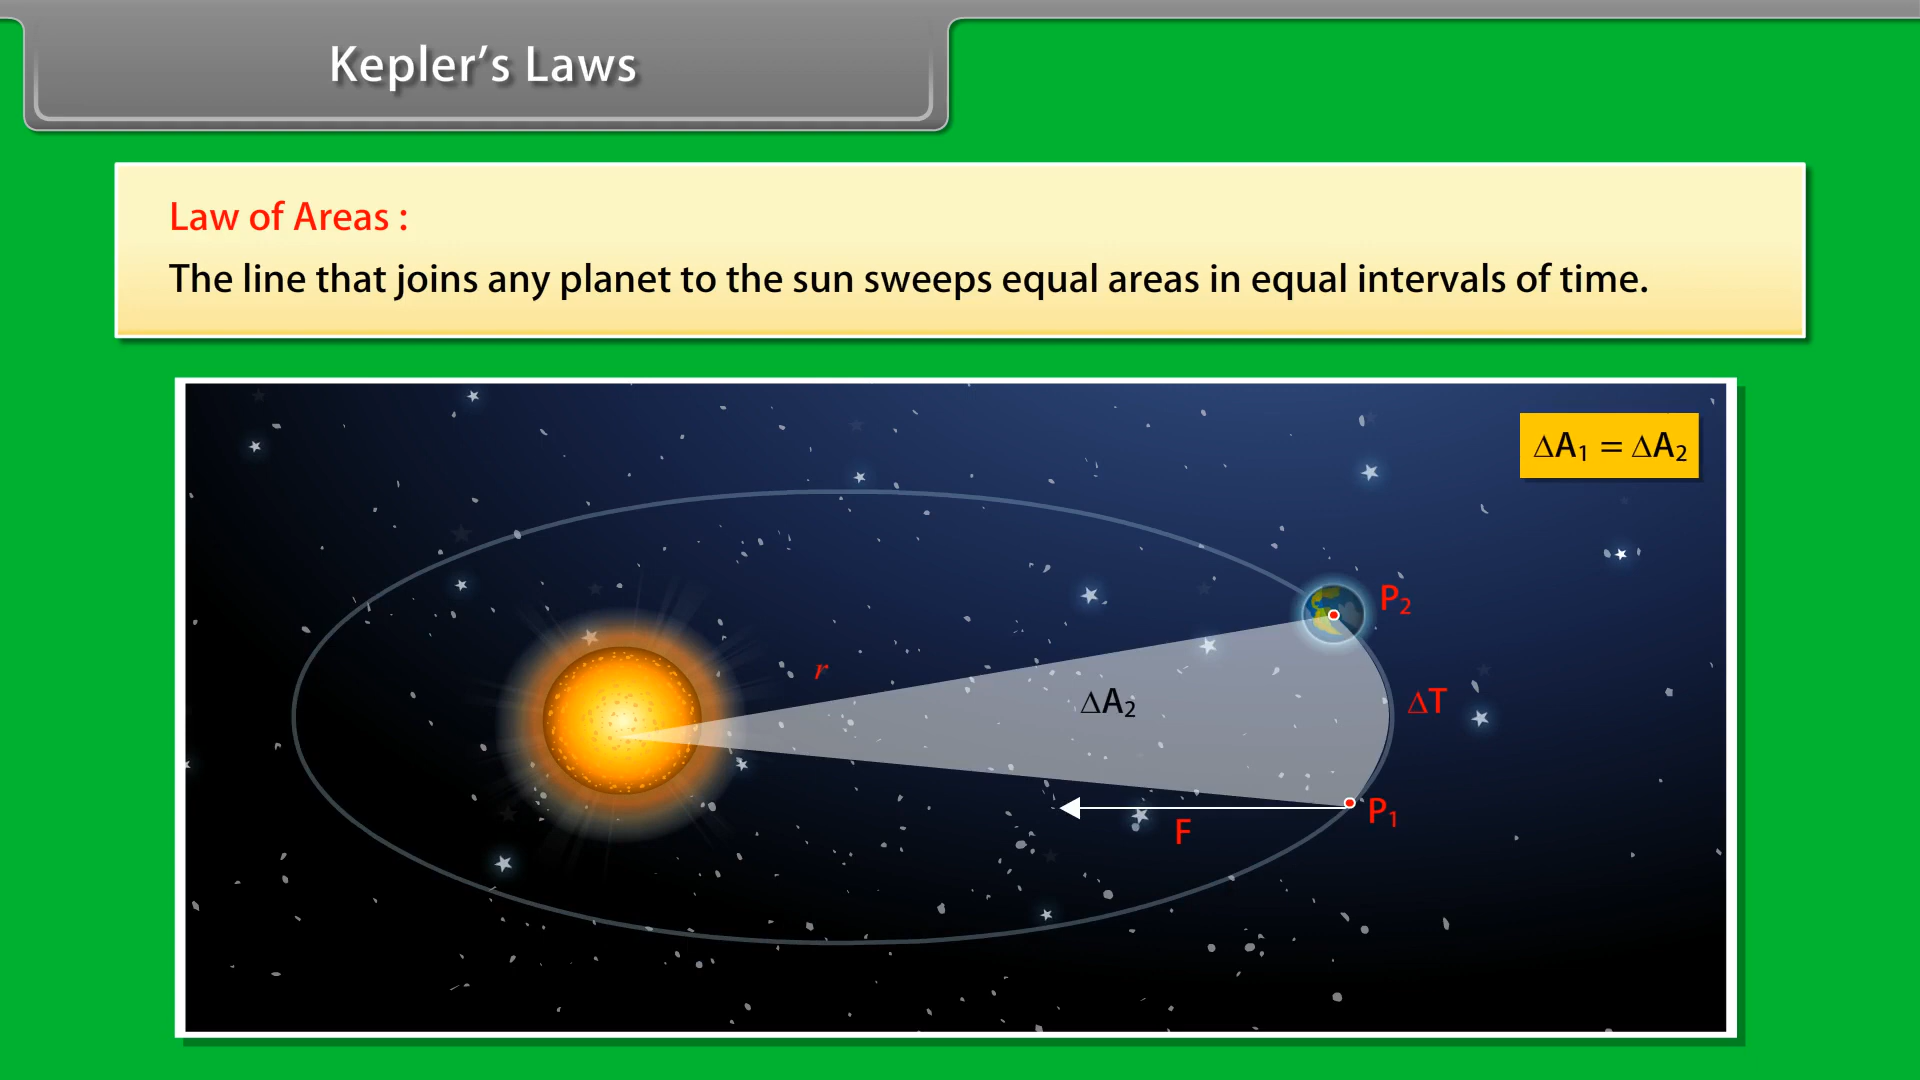 Kepler’s Laws
Law of Areas :
The line that joins any planet to the sun sweeps equal areas in equal intervals of time.
ΔA₁ = ΔA₂
P₂
r
ΔA₂
ΔT
P₁
F